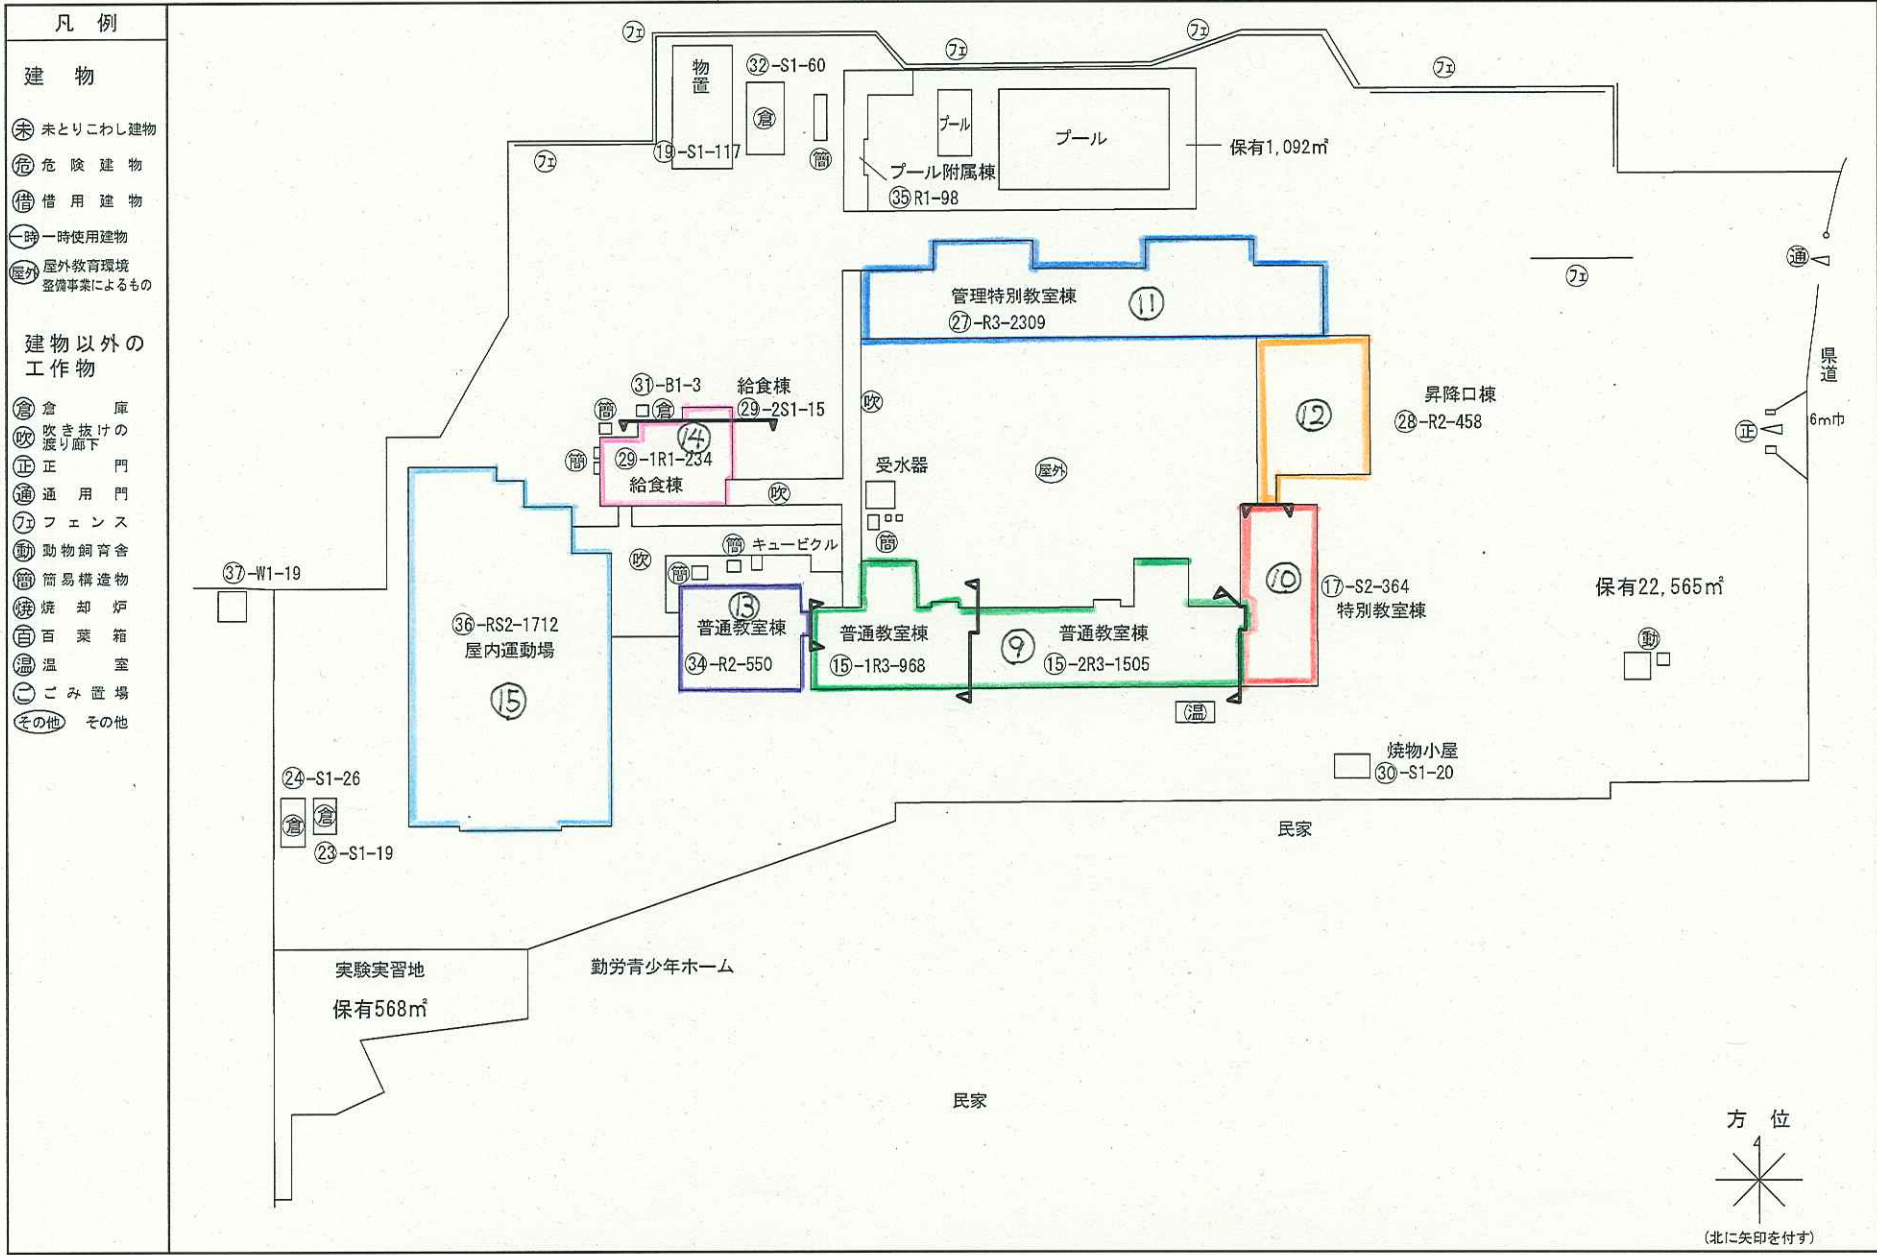 凡 例
建 物
未 未とりこわし建物
危 危険建物
借 借用建物
一時 一時使用建物
屋外 屋外教育環境
整備事業によるもの
建物以外の
工作物
倉 倉庫
吹 吹き抜けの
渡り廊下
正 正門
通 通用門
フェ フェンス
動 動物飼育舎
簡 簡易構造物
焼 焼却炉
百 百葉箱
温 温室
ご ごみ置場
その他 その他
フェ
フェ
フェ
フェ
フェ
フェ
物置
⑲-S1-117
㉜-S1-60
倉
簡
プール
プール
保有1,092㎡
プール附属棟
㉟R1-98
管理特別教室棟
㉗-R3-2309
⑪
通
県道
6m巾
正
昇降口棟
㉘-R2-458
⑫
㉛-B1-3
給食棟
㉙-2S1-15
簡
倉
⑭
簡
㉙-1R1-234
給食棟
吹
吹
受水器
屋外
簡
吹
簡
キュービクル
簡
㊲-W1-19
㊱-RS2-1712
屋内運動場
⑮
⑬
普通教室棟
㉞-R2-550
普通教室棟
⑮-1R3-968
⑨
普通教室棟
⑮-2R3-1505
⑩
⑰-S2-364
特別教室棟
保有22,565㎡
動
温
焼物小屋
㉚-S1-20
㉔-S1-26
倉
倉
㉓-S1-19
民家
実験実習地
保有568㎡
勤労青少年ホーム
民家
方 位
4
(北に矢印を付す)